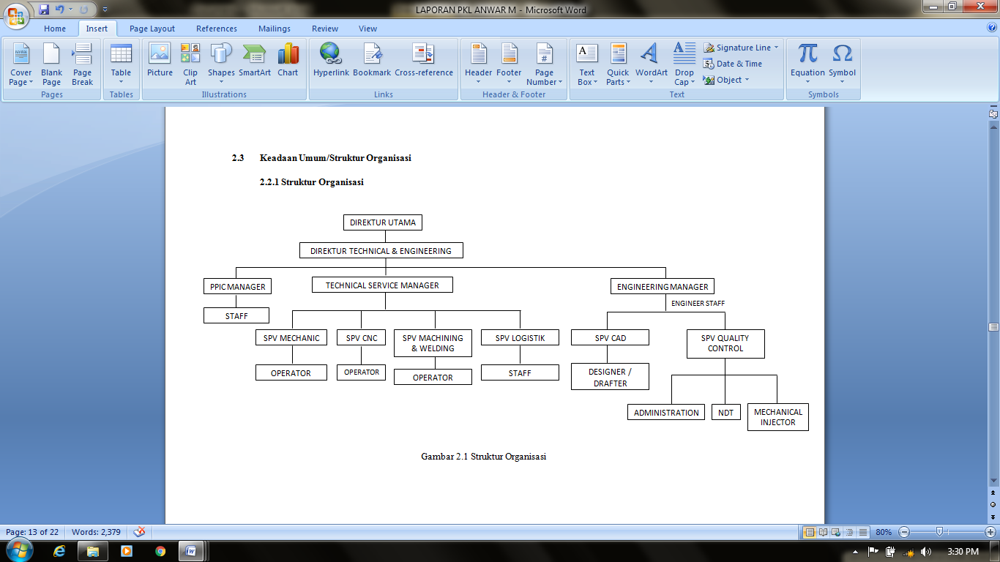 LAPORAN PKL ANWAR M - Microsoft Word
Home Insert Page Layout References Mailings Review View
Cover Page
Blank Page
Page Break
Pages
Table
Tables
Picture
Clip Art
Shapes
SmartArt
Chart
Illustrations
Hyperlink
Bookmark
Cross-reference
Links
Header
Footer
Page Number
Header & Footer
Text Box
Quick Parts
WordArt
Drop Cap
Signature Line
Date & Time
Object
Text
Equation
Symbol
Symbols
2.3 Keadaan Umum/Struktur Organisasi
2.2.1 Struktur Organisasi
DIREKTUR UTAMA
DIREKTUR TECHNICAL & ENGINEERING
PPIC MANAGER
TECHNICAL SERVICE MANAGER
ENGINEERING MANAGER
ENGINEER STAFF
STAFF
SPV MECHANIC
SPV CNC
SPV MACHINING
& WELDING
SPV LOGISTIK
SPV CAD
SPV QUALITY
CONTROL
OPERATOR
OPERATOR
OPERATOR
STAFF
DESIGNER /
DRAFTER
ADMINISTRATION
NDT
MECHANICAL
INJECTOR
Gambar 2.1 Struktur Organisasi
Page: 13 of 22 Words: 2,379 80%
3:30 PM